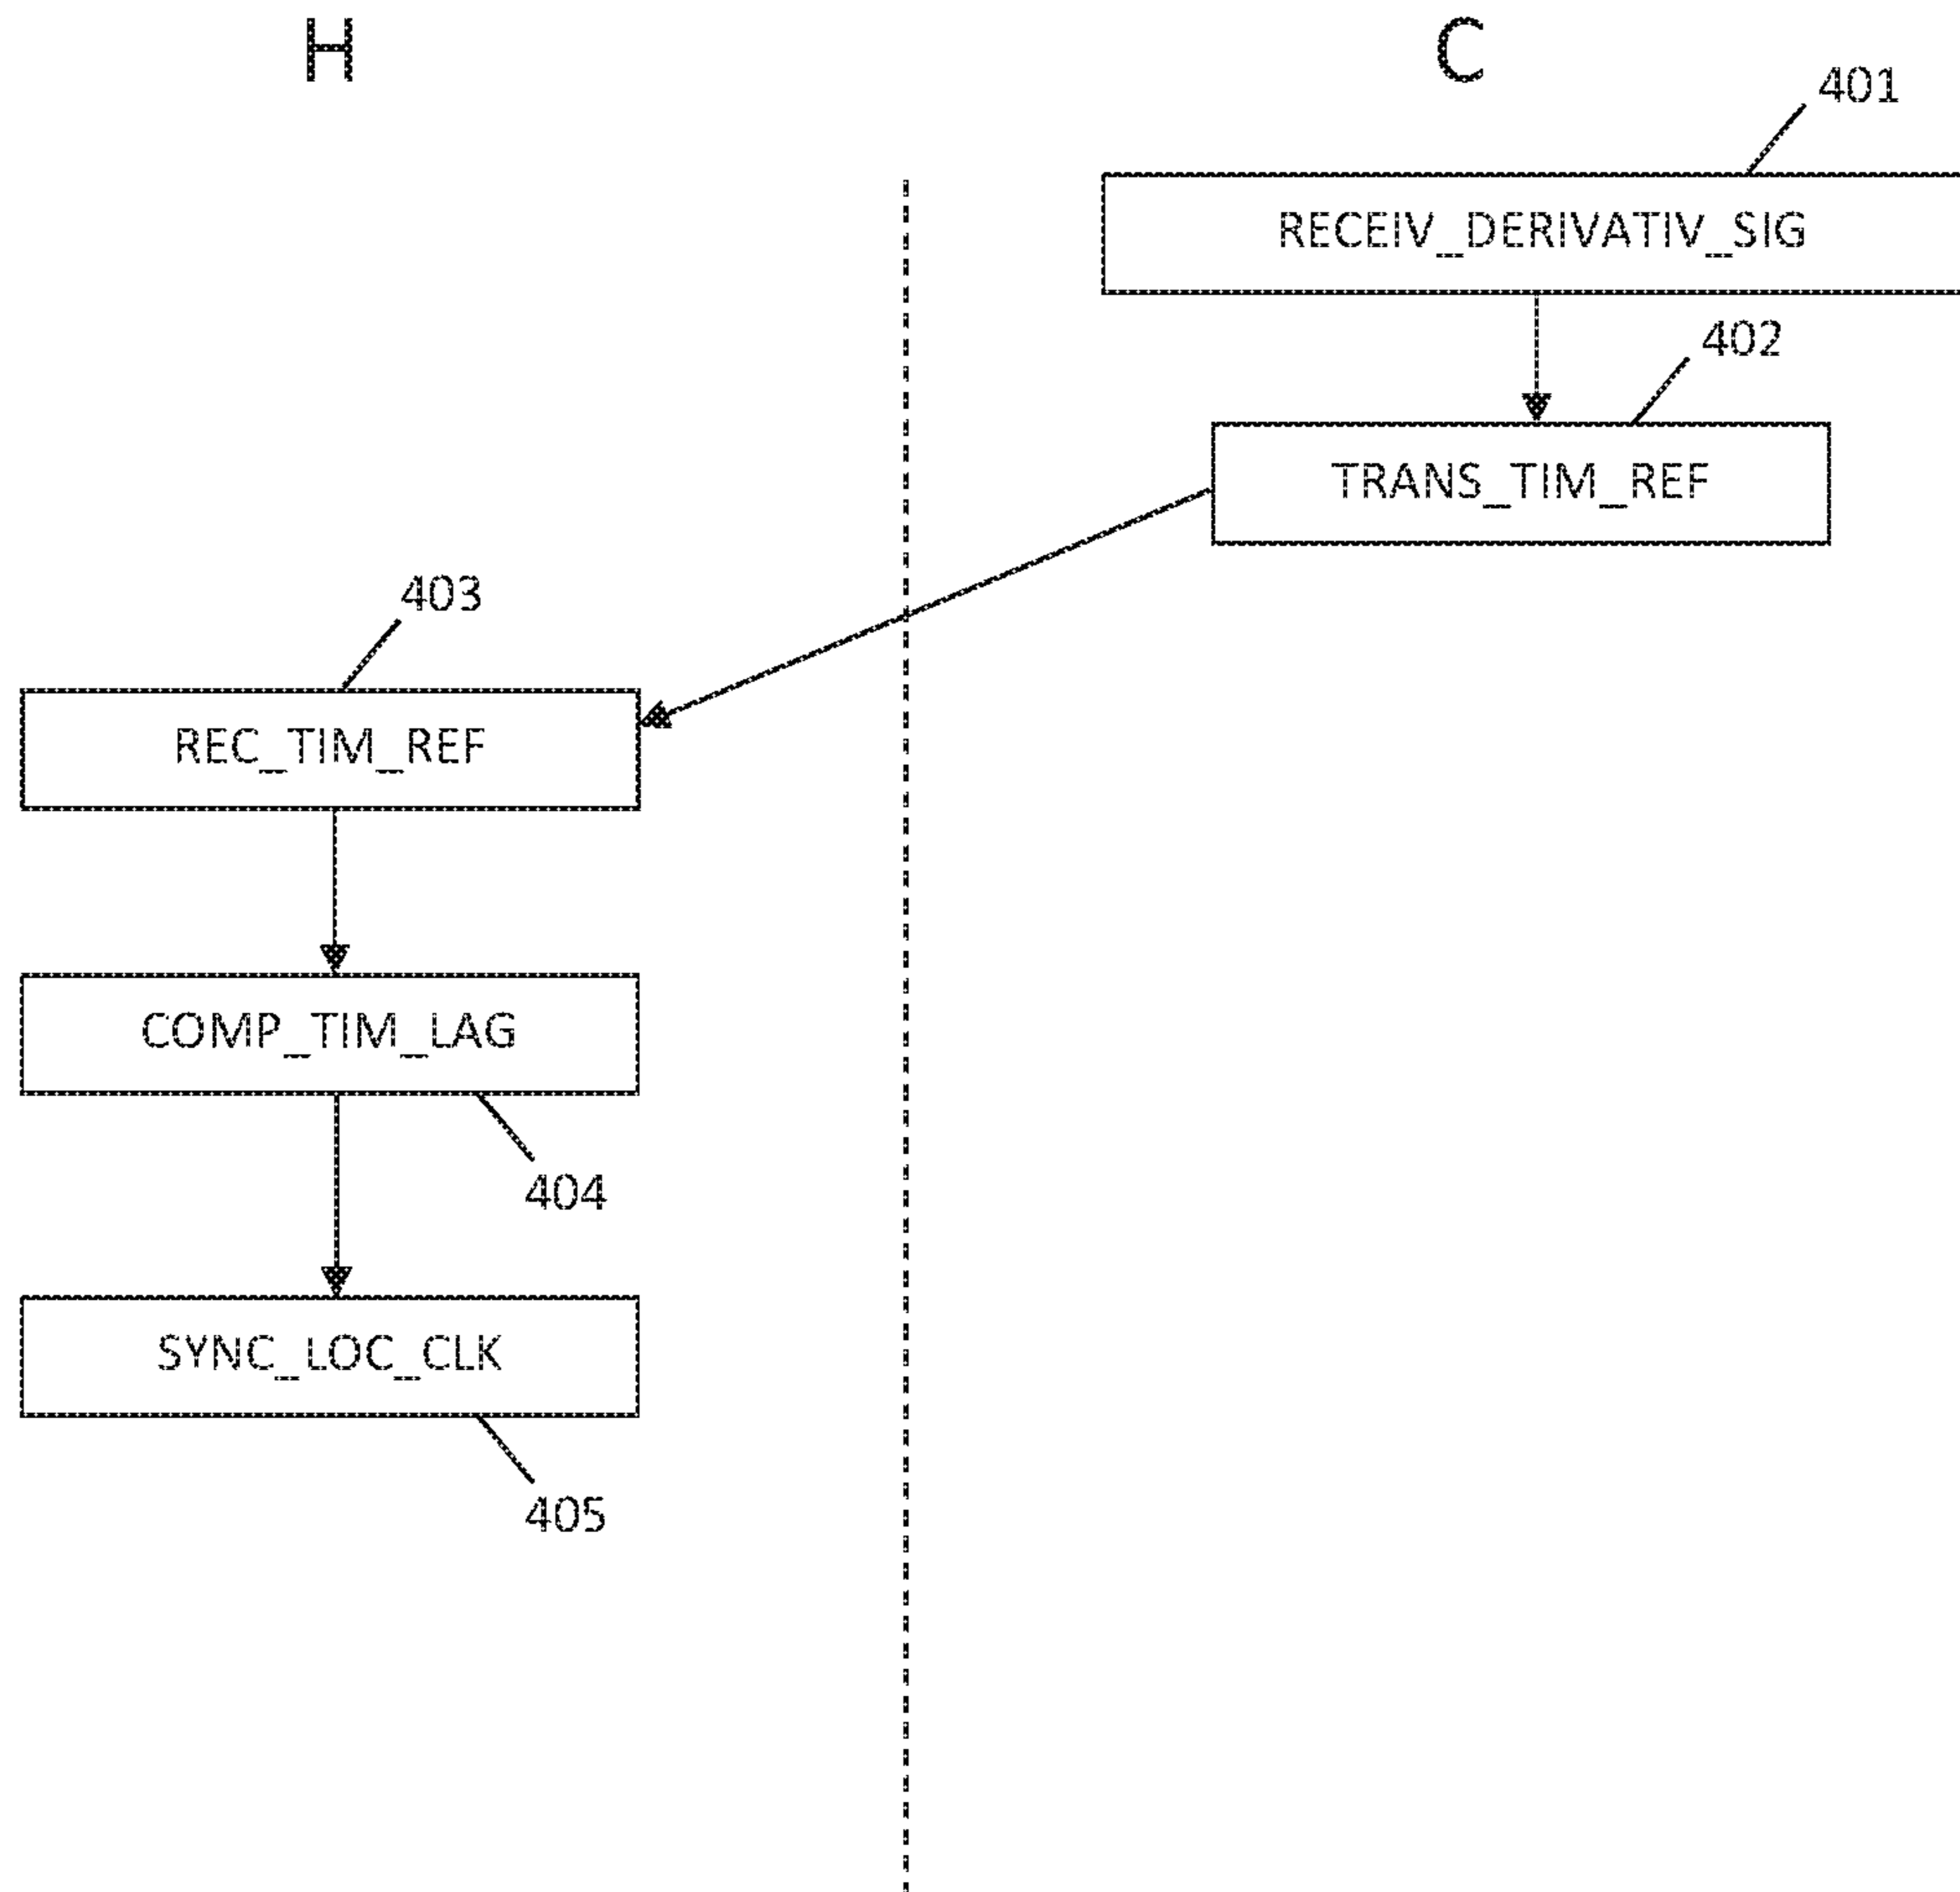 H
C
401
RECEIV_DERIVATIV_SIG
402
TRANS_TIM_REF
403
REC_TIM_REF
COMP_TIM_LAG
404
SYNC_LOC_CLK
405